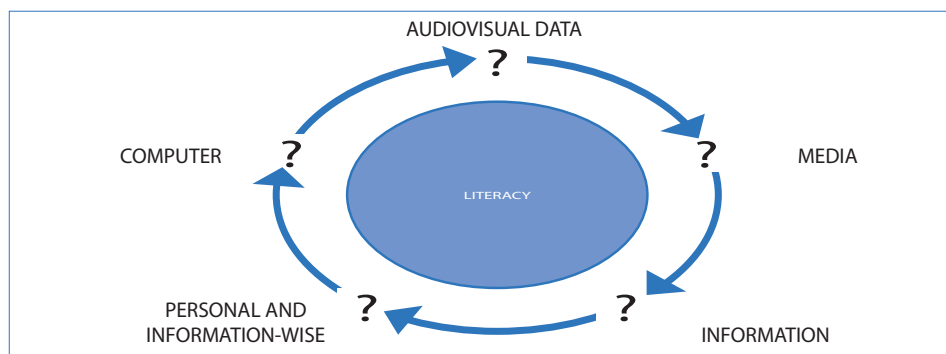 AUDIOVISUAL DATA
?
COMPUTER
?
?
MEDIA
LITERACY
PERSONAL AND
INFORMATION-WISE
?
?
INFORMATION